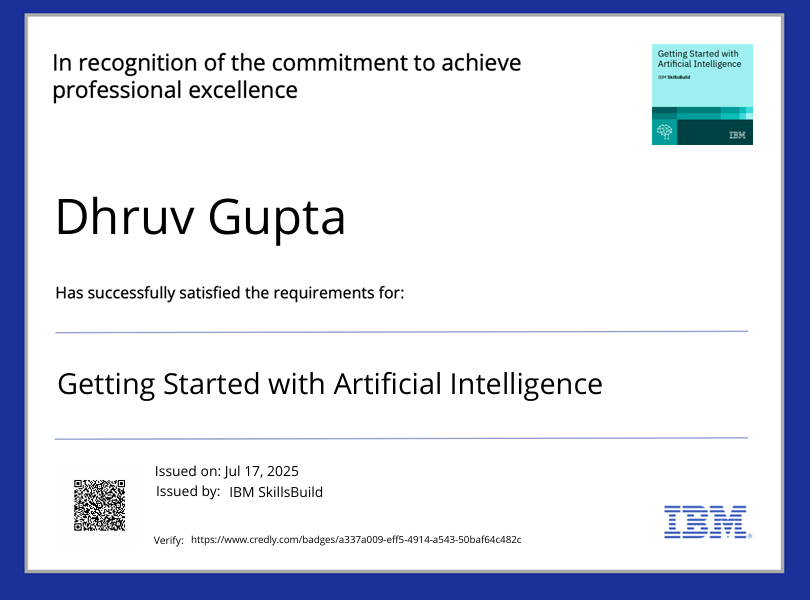 In recognition of the commitment to achieve
professional excellence
Getting Started with
Artificial Intelligence
IBM SkillsBuild
IBM
Dhruv Gupta
Has successfully satisfied the requirements for:
Getting Started with Artificial Intelligence
Issued on: Jul 17, 2025
Issued by: IBM SkillsBuild
Verify: https://www.credly.com/badges/a337a009-eff5-4914-a543-50baf64c482c
IBM®